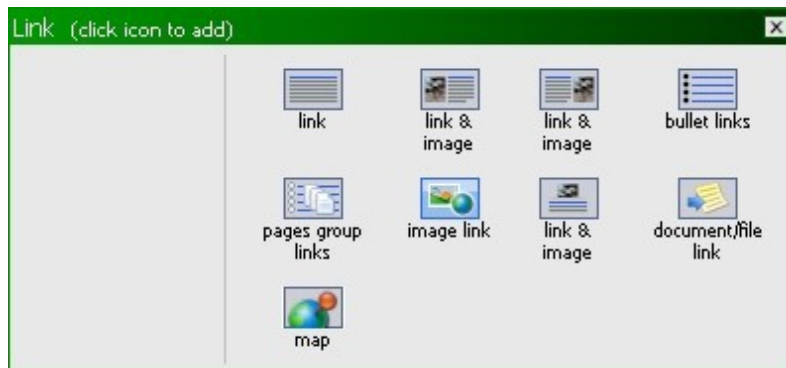 Link (click icon to add)
link
link &
image
link &
image
bullet links
pages group
links
image link
link &
image
document/file
link
map